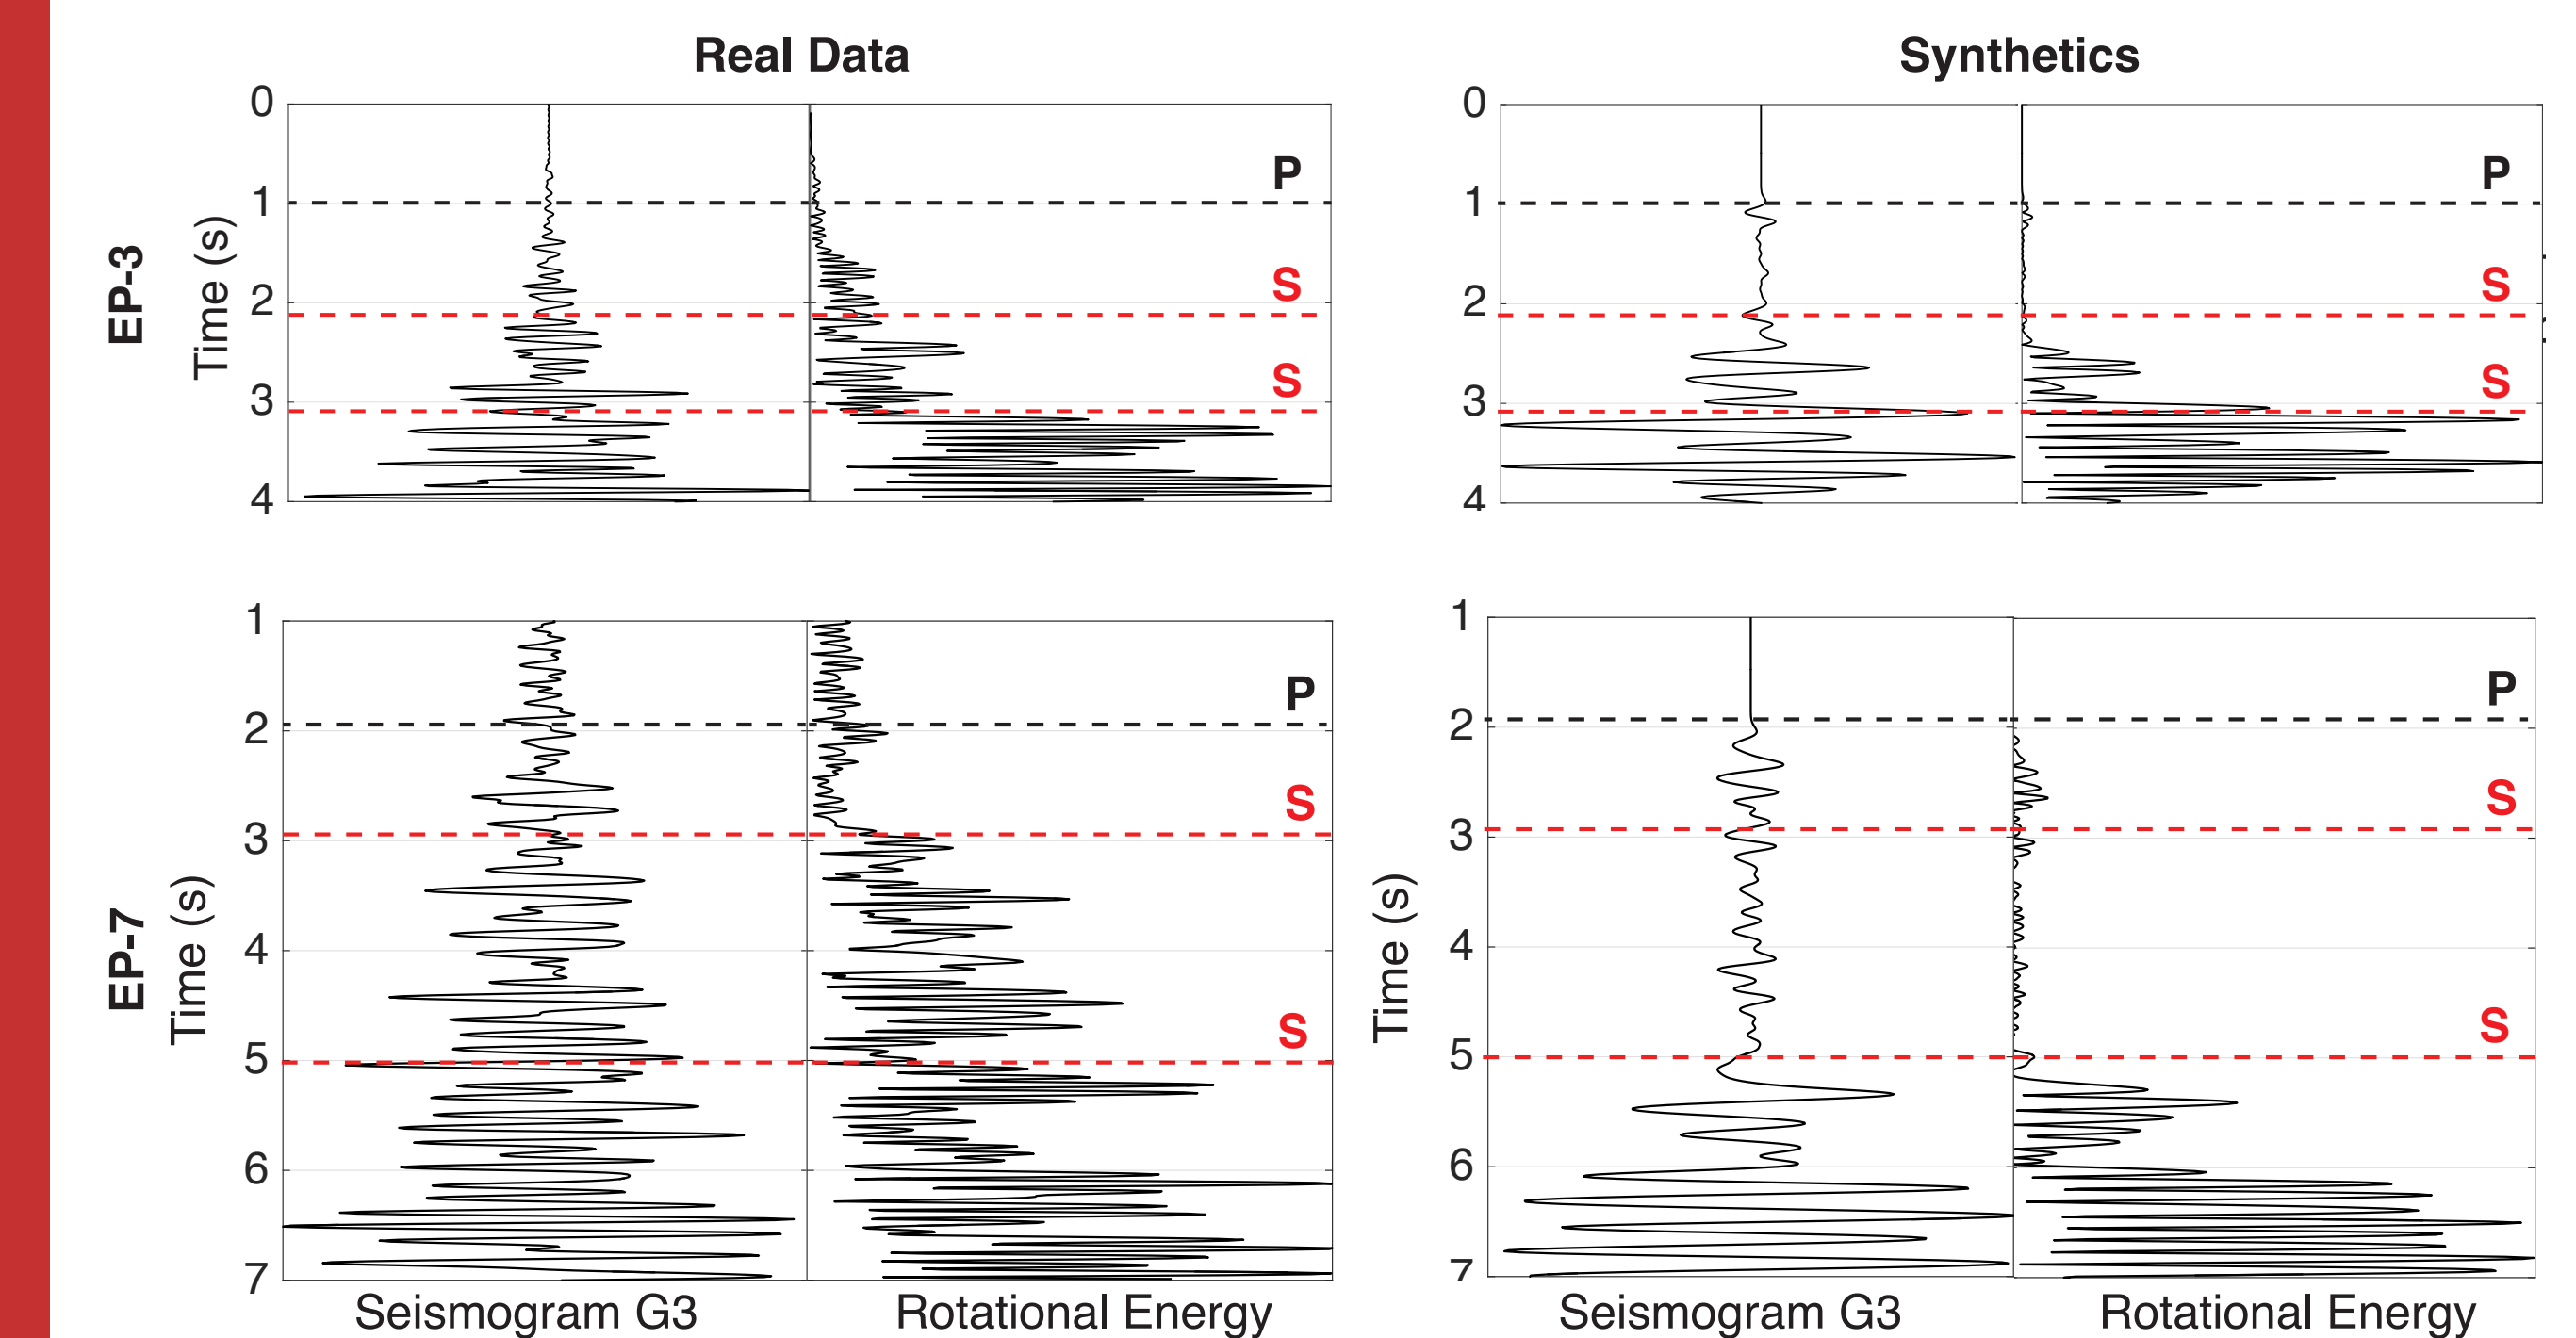 Real Data
Synthetics
EP-3
Time (s)
0
1
2
3
4
P
S
S
0
1
2
3
4
P
S
S
EP-7
Time (s)
1
2
3
4
5
6
7
P
S
S
Seismogram G3
Rotational Energy
Time (s)
1
2
3
4
5
6
7
P
S
S
Seismogram G3
Rotational Energy